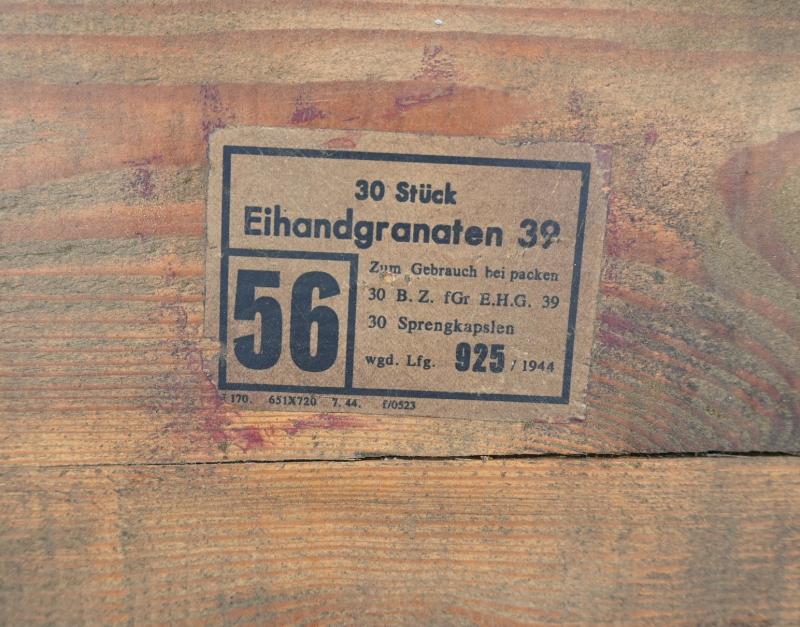 30 Stück
Eihandgranaten 39
56
Zum Gebrauch bei packen
30 B. Z. fGr E.H.G. 39
30 Sprengkapslen
wgd. Lfg. 925 / 1944
170. 651X720 7. 44. f/0523